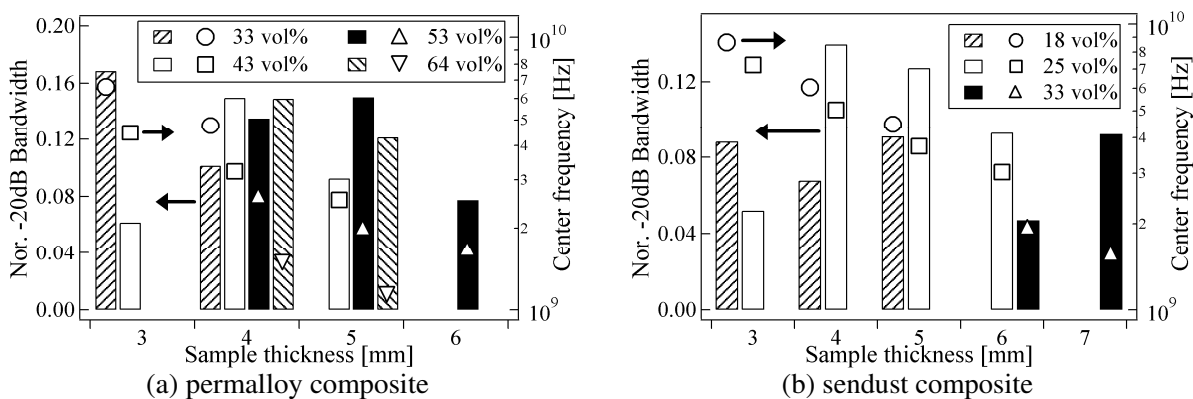 0.20
0.16
0.12
0.08
0.04
0.00
Nor. -20dB Bandwidth
33 vol% 53 vol%
43 vol% 64 vol%
10^10
9
8
7
6
5
4
3
2
10^9
Center frequency [Hz]
3 4 5 6
Sample thickness [mm]
(a) permalloy composite
0.12
0.08
0.04
0.00
Nor. -20dB Bandwidth
18 vol%
25 vol%
33 vol%
10^10
9
8
7
6
5
4
3
2
10^9
Center frequency [Hz]
3 4 5 6 7
Sample thickness [mm]
(b) sendust composite